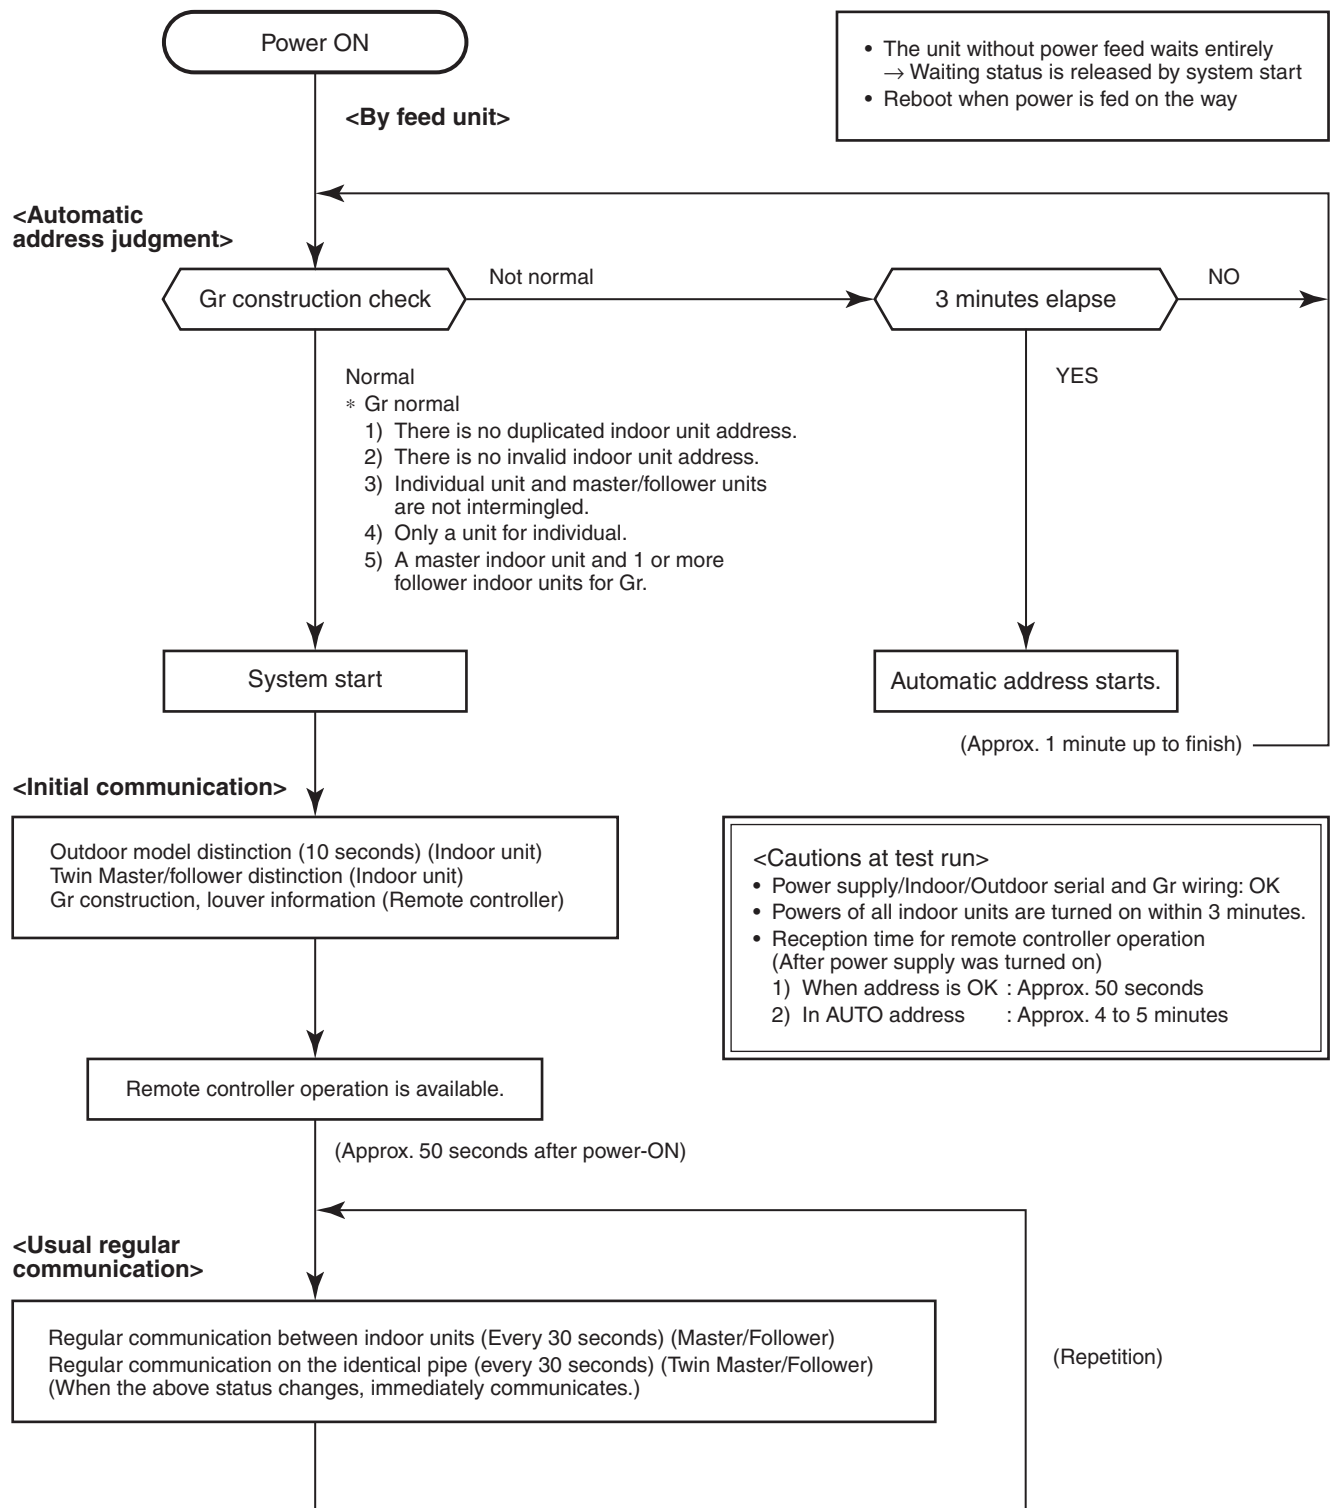 Power ON
• The unit without power feed waits entirely
→ Waiting status is released by system start
• Reboot when power is fed on the way
<By feed unit>
<Automatic
address judgment>
Gr construction check
Not normal
3 minutes elapse
NO
Normal
* Gr normal
1) There is no duplicated indoor unit address.
2) There is no invalid indoor unit address.
3) Individual unit and master/follower units
are not intermingled.
4) Only a unit for individual.
5) A master indoor unit and 1 or more
follower indoor units for Gr.
YES
System start
Automatic address starts.
(Approx. 1 minute up to finish)
<Initial communication>
Outdoor model distinction (10 seconds) (Indoor unit)
Twin Master/follower distinction (Indoor unit)
Gr construction, louver information (Remote controller)
<Cautions at test run>
• Power supply/Indoor/Outdoor serial and Gr wiring: OK
• Powers of all indoor units are turned on within 3 minutes.
• Reception time for remote controller operation
(After power supply was turned on)
1) When address is OK : Approx. 50 seconds
2) In AUTO address : Approx. 4 to 5 minutes
Remote controller operation is available.
(Approx. 50 seconds after power-ON)
<Usual regular
communication>
Regular communication between indoor units (Every 30 seconds) (Master/Follower)
Regular communication on the identical pipe (every 30 seconds) (Twin Master/Follower)
(When the above status changes, immediately communicates.)
(Repetition)